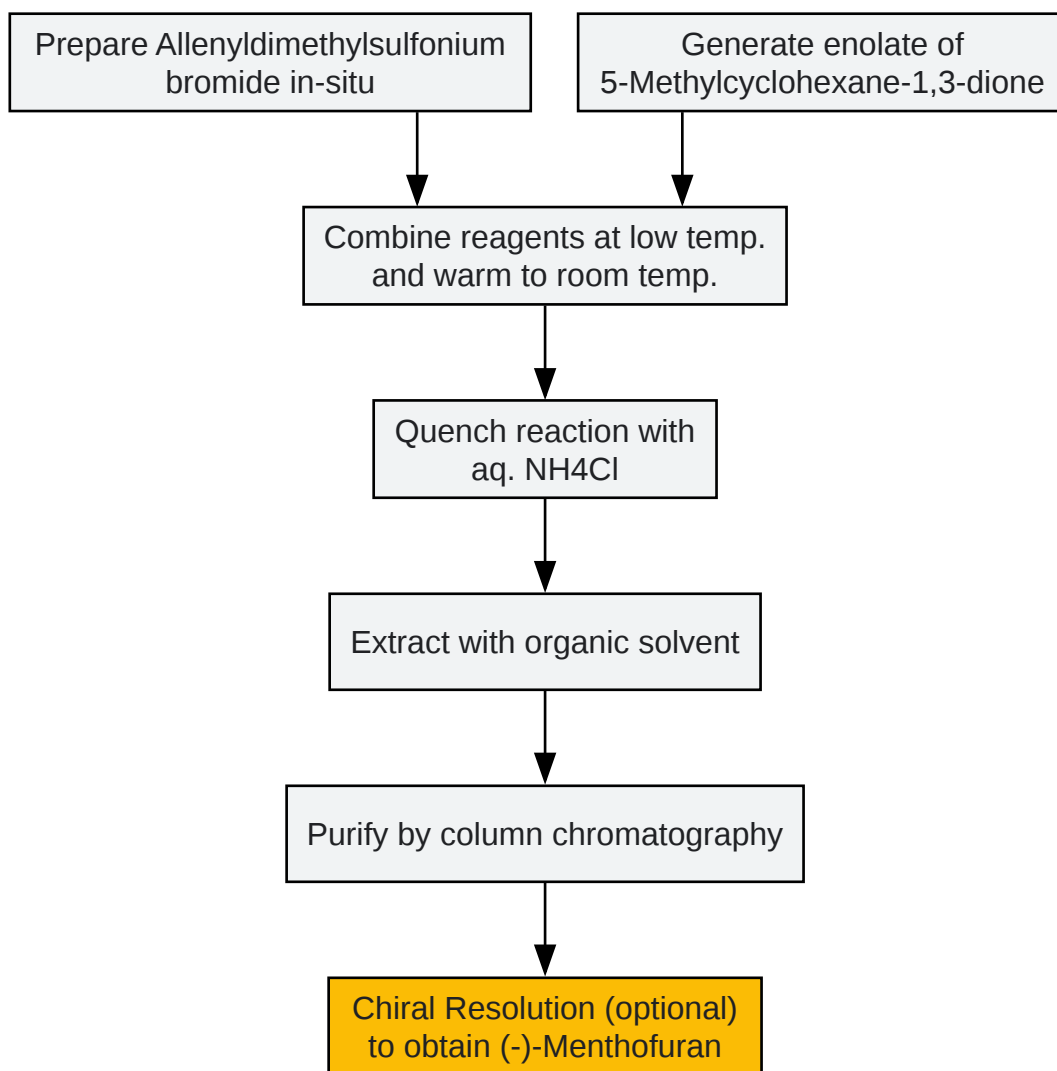 Prepare Allenyldimethylsulfonium
bromide in-situ
Generate enolate of
5-Methylcyclohexane-1,3-dione
Combine reagents at low temp.
and warm to room temp.
Quench reaction with
aq. NH4Cl
Extract with organic solvent
Purify by column chromatography
Chiral Resolution (optional)
to obtain (-)-Menthofuran